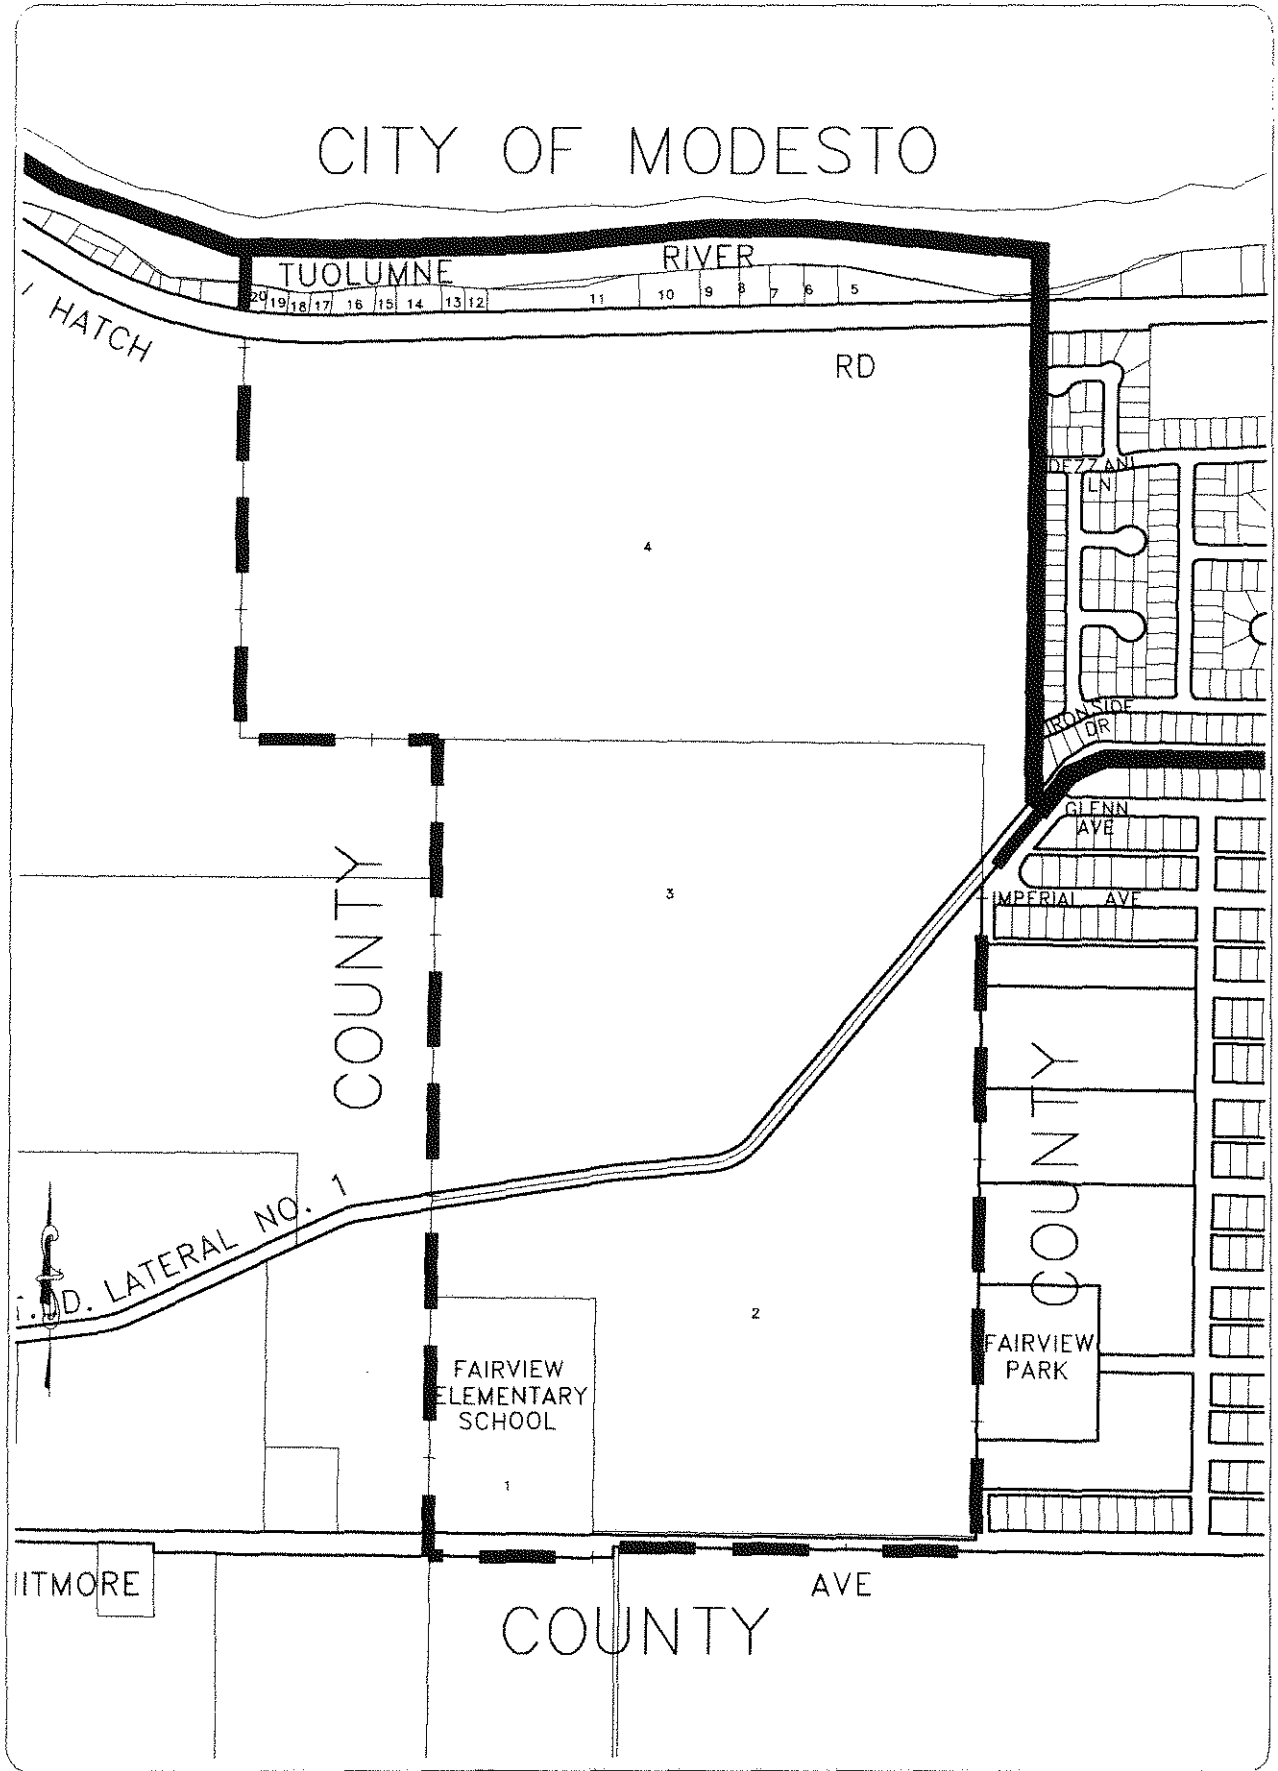 CITY OF MODESTO
TUOLUMNE RIVER
20 19 18 17 16 15 14 13 12 11 10 9 8 7 6 5
HATCH RD
DEZZANI
LN
4
IRONSIDE
DR
GLENN
AVE
COUNTY
3
IMPERIAL AVE
COUNTY
LATERAL NO. 1
2
FAIRVIEW
ELEMENTARY
SCHOOL
FAIRVIEW
PARK
1
IITMORE AVE
COUNTY